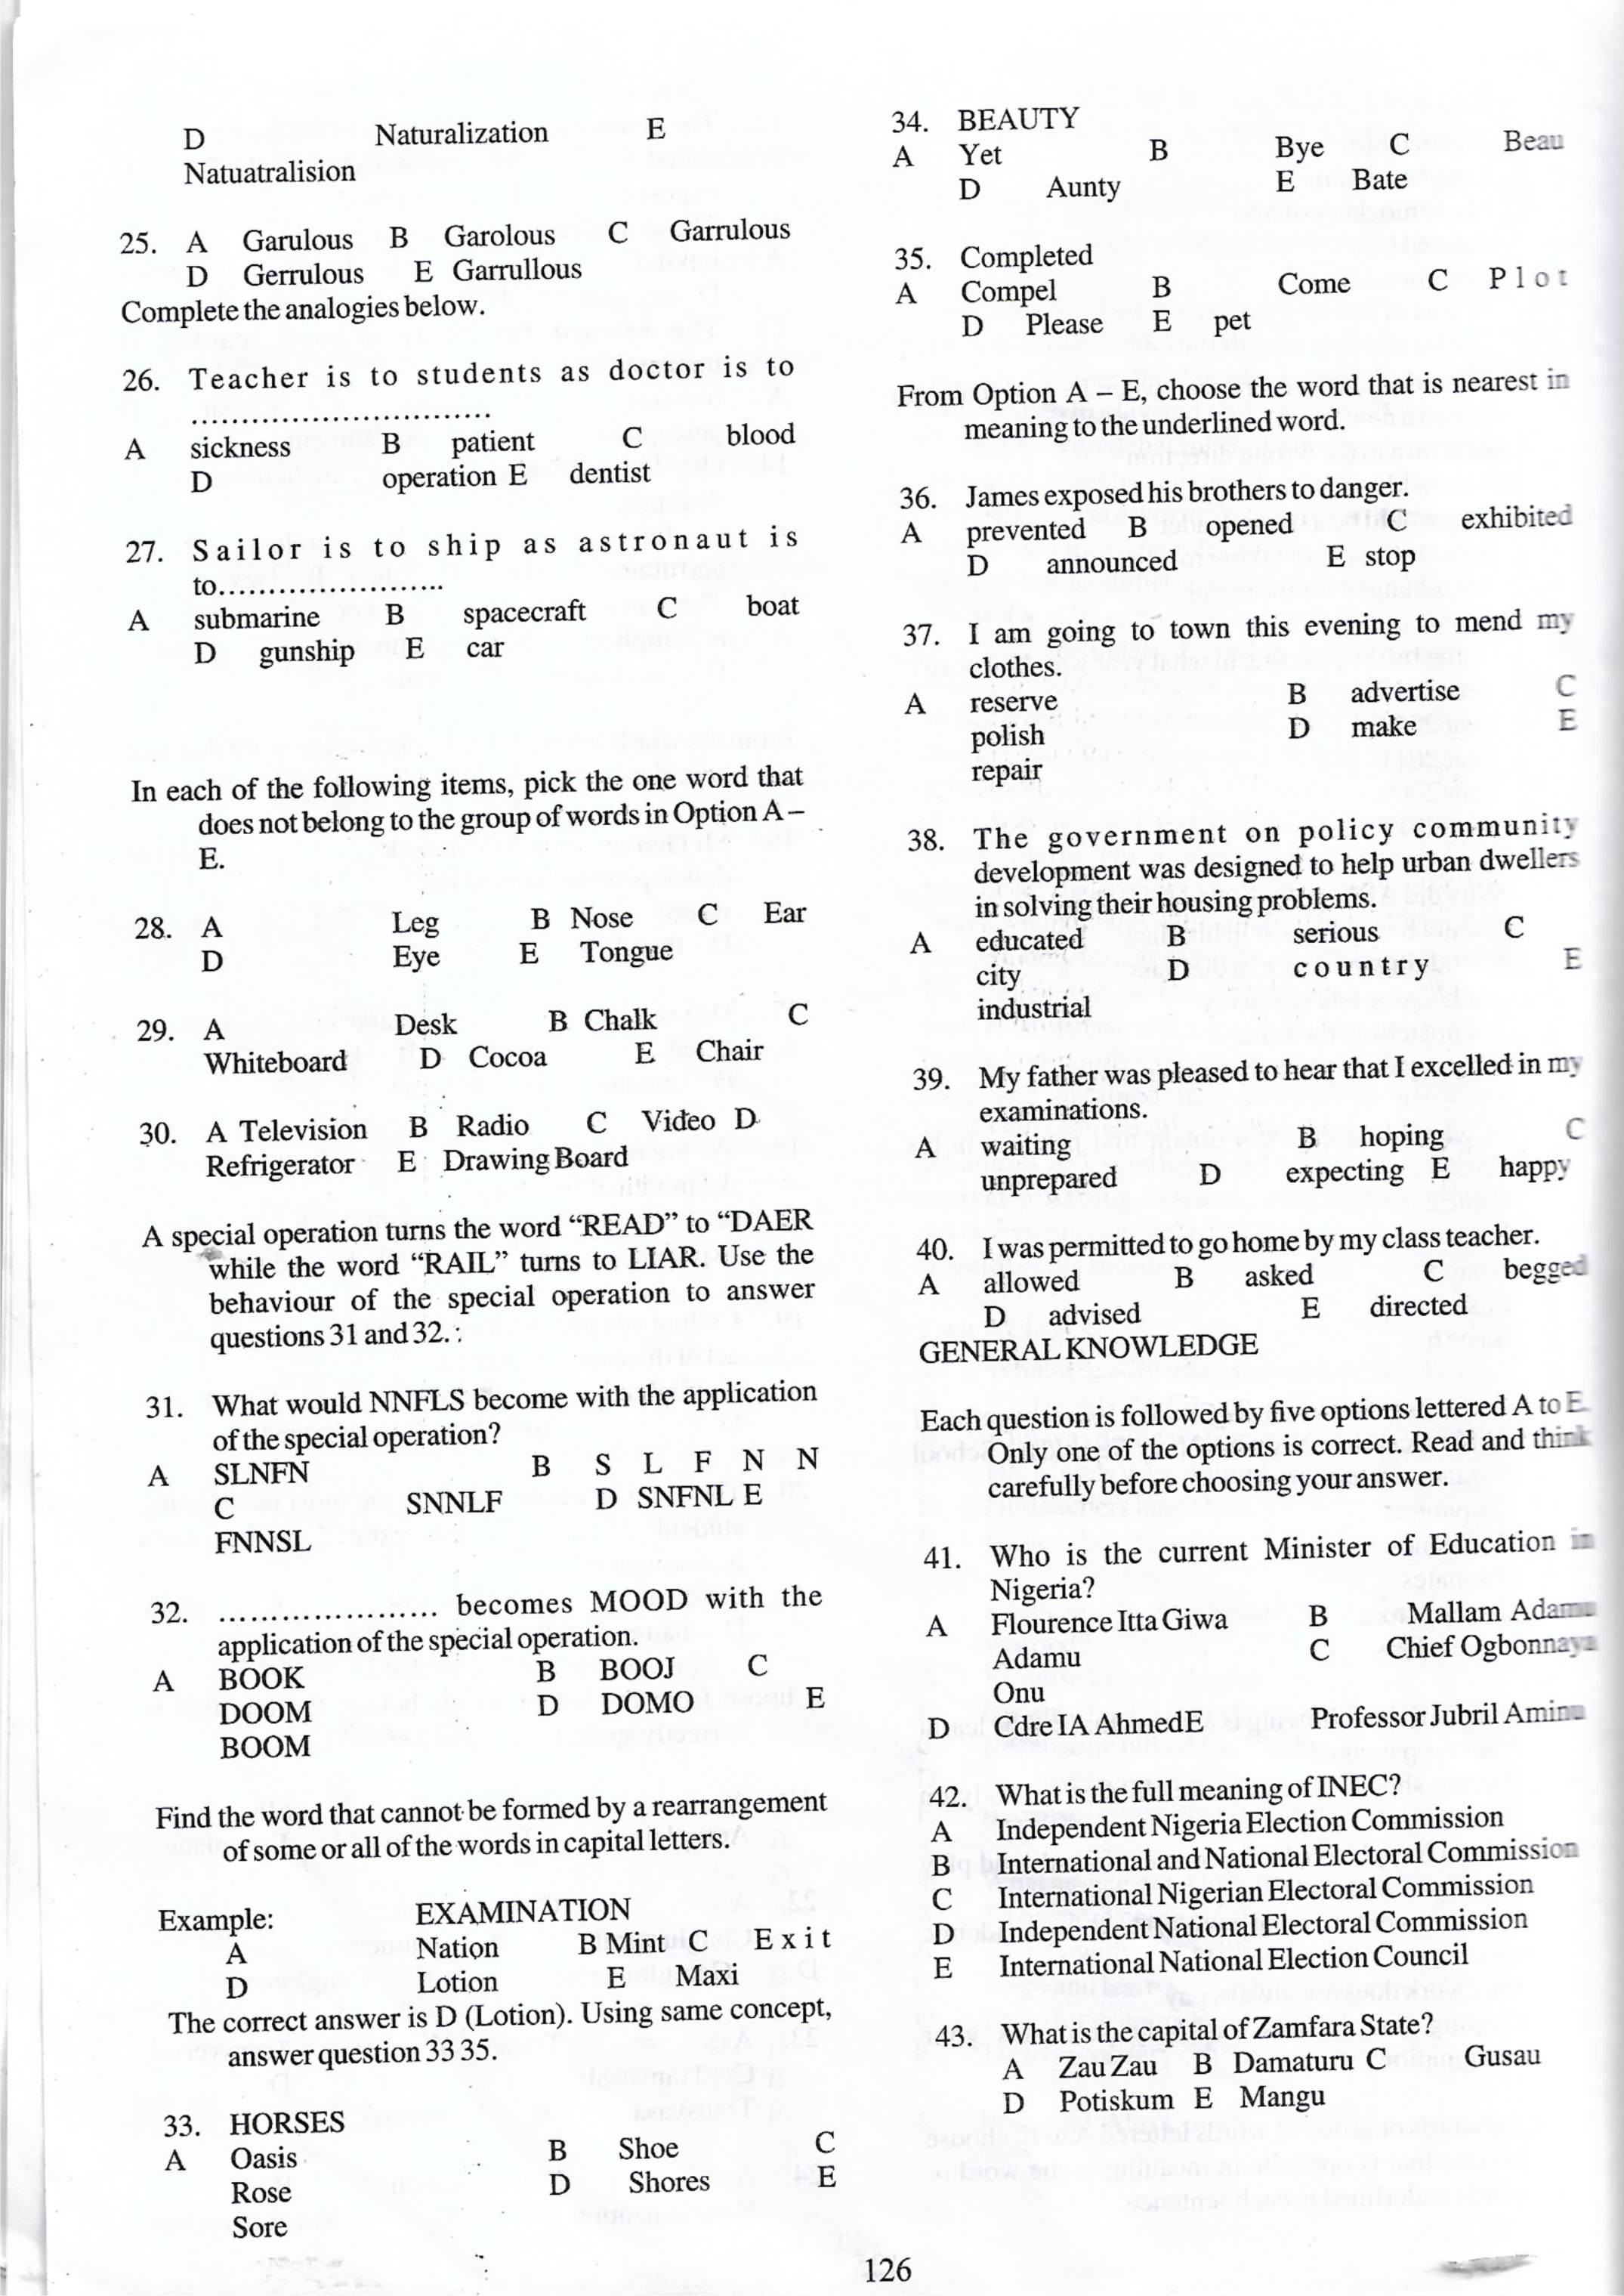 D Naturalization E
Natuatralision
25. A Garulous B Garolous C Garrulous
D Gerrulous E Garrullous
Complete the analogies below.
26. Teacher is to students as doctor is to
....................................
A sickness B patient C blood
D operation E dentist
27. Sailor is to ship as astronaut is
to..........................
A submarine B spacecraft C boat
D gunship E car
In each of the following items, pick the one word that
does not belong to the group of words in Option A –
E.
28. A Leg B Nose C Ear
D Eye E Tongue
29. A Desk B Chalk C
Whiteboard D Cocoa E Chair
30. A Television B Radio C Video D
Refrigerator E Drawing Board
A special operation turns the word “READ” to “DAER
while the word “RAIL” turns to LIAR. Use the
behaviour of the special operation to answer
questions 31 and 32.
31. What would NNFLS become with the application
of the special operation?
A SLNFN B S L F N N
C SNNLF D SNFNL E
FNNSL
32. ........................ becomes MOOD with the
application of the special operation.
A BOOK B BOOJ C
DOOM D DOMO E
BOOM
Find the word that cannot be formed by a rearrangement
of some or all of the words in capital letters.
Example: EXAMINATION
A Nation B Mint C E x i t
D Lotion E Maxi
The correct answer is D (Lotion). Using same concept,
answer question 33 35.
33. HORSES
A Oasis B Shoe C
Rose D Shores E
Sore
34. BEAUTY
A Yet B Bye C Beau
D Aunty E Bate
35. Completed
A Compel B Come C P l o t
D Please E pet
From Option A – E, choose the word that is nearest in
meaning to the underlined word.
36. James exposed his brothers to danger.
A prevented B opened C exhibited
D announced E stop
37. I am going to town this evening to mend my
clothes.
A reserve B advertise C
polish D make E
repair
38. The government on policy community
development was designed to help urban dwellers
in solving their housing problems.
A educated B serious C
city D c o u n t r y E
industrial
39. My father was pleased to hear that I excelled in my
examinations.
A waiting B hoping C
unprepared D expecting E happy
40. I was permitted to go home by my class teacher.
A allowed B asked C begged
D advised E directed
GENERAL KNOWLEDGE
Each question is followed by five options lettered A to E.
Only one of the options is correct. Read and think
carefully before choosing your answer.
41. Who is the current Minister of Education in
Nigeria?
A Flourence Itta Giwa B Mallam Adamu
Adamu C Chief Ogbonnaya
Onu
D Cdre IA AhmedE Professor Jubril Aminu
42. What is the full meaning of INEC?
A Independent Nigeria Election Commission
B International and National Electoral Commission
C International Nigerian Electoral Commission
D Independent National Electoral Commission
E International National Election Council
43. What is the capital of Zamfara State?
A Zau Zau B Damaturu C Gusau
D Potiskum E Mangu
126